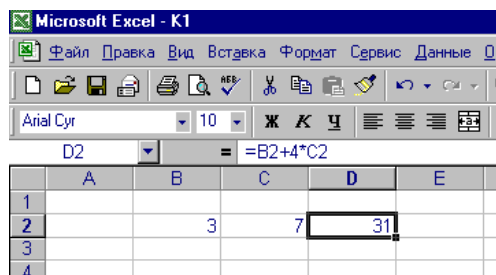 Microsoft Excel - K1
Файл Правка Вид Вставка Формат Сервис Данные О
Arial Cyr 10 Ж К Ч
D2 = =B2+4*C2
A B C D E
1
2 3 7 31
3
4